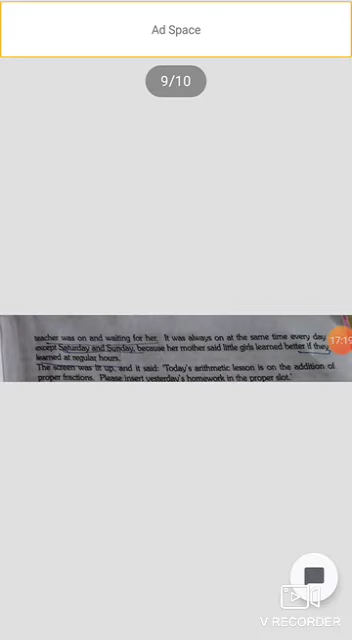 Ad Space
9/10
teacher was on and waiting for her. It was always on at the same time every day
except Saturday and Sunday, because her mother said little girls learned better if they
learned at regular hours.
The screen was lit up, and it said: "Today's arithmetic lesson is on the addition of
proper fractions. Please insert yesterday's homework in the proper slot."
17:19
V RECORDER